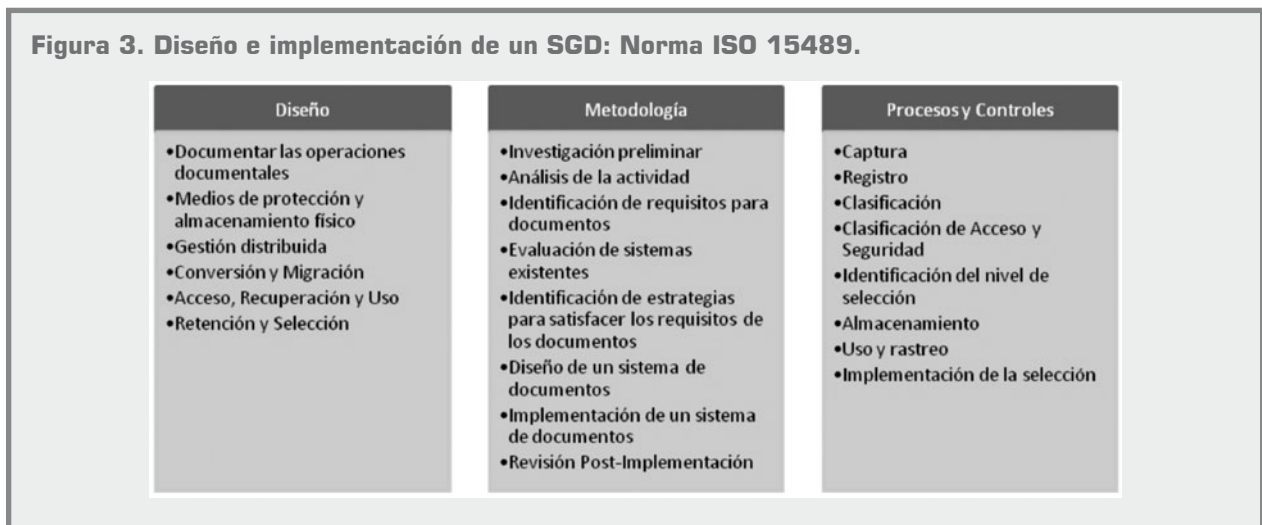 Figura 3. Diseño e implementación de un SGD: Norma ISO 15489.
Diseño
•Documentar las operaciones
documentales
•Medios de protección y
almacenamiento físico
•Gestión distribuida
•Conversión y Migración
•Acceso, Recuperación y Uso
•Retención y Selección
Metodología
•Investigación preliminar
•Análisis de la actividad
•Identificación de requisitos para
documentos
•Evaluación de sistemas
existentes
•Identificación de estrategias
para satisfacer los requisitos de
los documentos
•Diseño de un sistema de
documentos
•Implementación de un sistema
de documentos
•Revisión Post-Implementación
Procesos y Controles
•Captura
•Registro
•Clasificación
•Clasificación de Acceso y
Seguridad
•Identificación del nivel de
selección
•Almacenamiento
•Uso y rastreo
•Implementación de la selección